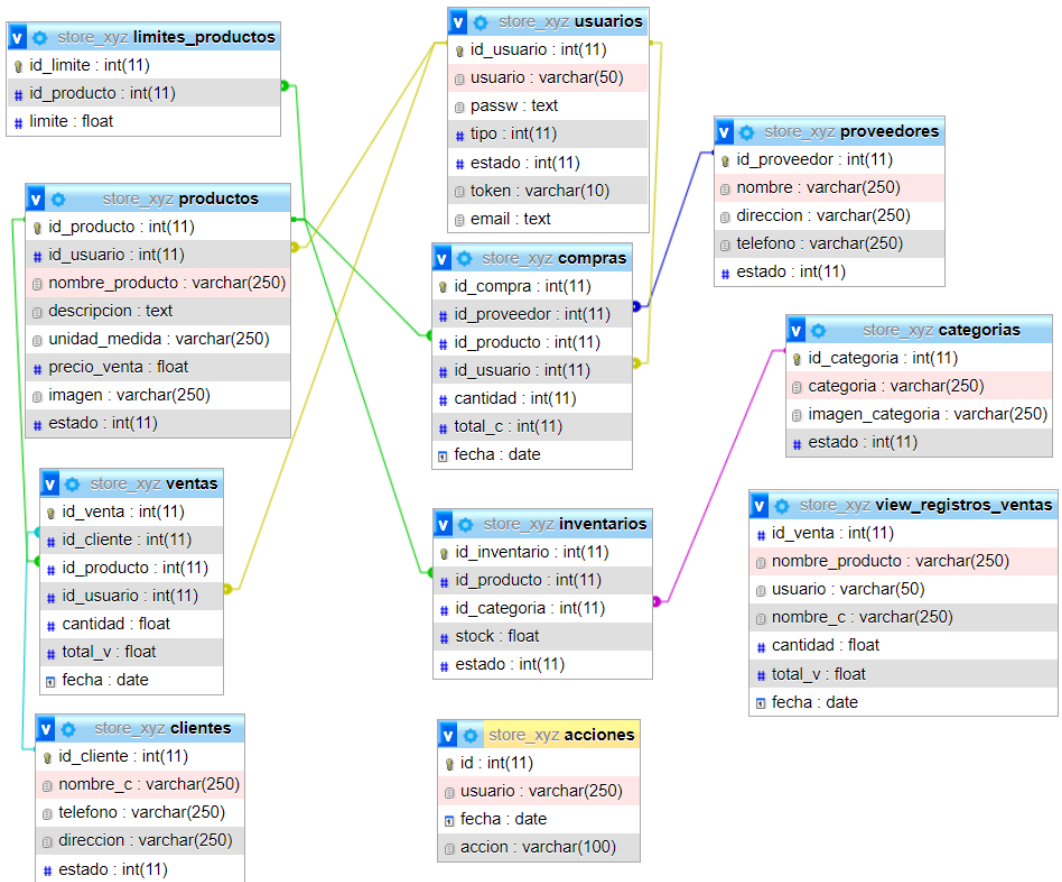 v store_xyz limites_productos
id_limite : int(11)
# id_producto : int(11)
# limite : float
v store_xyz usuarios
id_usuario : int(11)
usuario : varchar(50)
passw : text
# tipo : int(11)
# estado : int(11)
token : varchar(10)
email : text
v store_xyz proveedores
id_proveedor : int(11)
nombre : varchar(250)
direccion : varchar(250)
telefono : varchar(250)
# estado : int(11)
v store_xyz productos
id_producto : int(11)
# id_usuario : int(11)
nombre_producto : varchar(250)
descripcion : text
unidad_medida : varchar(250)
# precio_venta : float
imagen : varchar(250)
# estado : int(11)
v store_xyz compras
id_compra : int(11)
# id_proveedor : int(11)
# id_producto : int(11)
# id_usuario : int(11)
# cantidad : int(11)
# total_c : int(11)
fecha : date
v store_xyz categorias
id_categoria : int(11)
categoria : varchar(250)
imagen_categoria : varchar(250)
# estado : int(11)
v store_xyz ventas
id_venta : int(11)
# id_cliente : int(11)
# id_producto : int(11)
# id_usuario : int(11)
# cantidad : float
# total_v : float
fecha : date
v store_xyz inventarios
id_inventario : int(11)
# id_producto : int(11)
# id_categoria : int(11)
# stock : float
# estado : int(11)
v store_xyz view_registros_ventas
# id_venta : int(11)
nombre_producto : varchar(250)
usuario : varchar(50)
nombre_c : varchar(250)
# cantidad : float
# total_v : float
fecha : date
v store_xyz clientes
id_cliente : int(11)
nombre_c : varchar(250)
telefono : varchar(250)
direccion : varchar(250)
# estado : int(11)
v store_xyz acciones
id : int(11)
usuario : varchar(250)
fecha : date
accion : varchar(100)